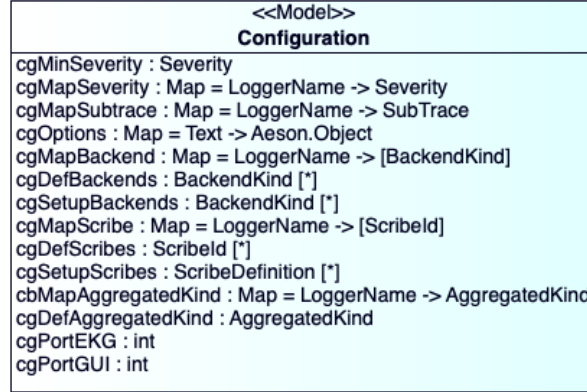 <<Model>>
Configuration
cgMinSeverity : Severity
cgMapSeverity : Map = LoggerName -> Severity
cgMapSubtrace : Map = LoggerName -> SubTrace
cgOptions : Map = Text -> Aeson.Object
cgMapBackend : Map = LoggerName -> [BackendKind]
cgDefBackends : BackendKind [*]
cgSetupBackends : BackendKind [*]
cgMapScribe : Map = LoggerName -> [ScribeId]
cgDefScribes : ScribeId [*]
cgSetupScribes : ScribeDefinition [*]
cbMapAggregatedKind : Map = LoggerName -> AggregatedKind
cgDefAggregatedKind : AggregatedKind
cgPortEKG : int
cgPortGUI : int